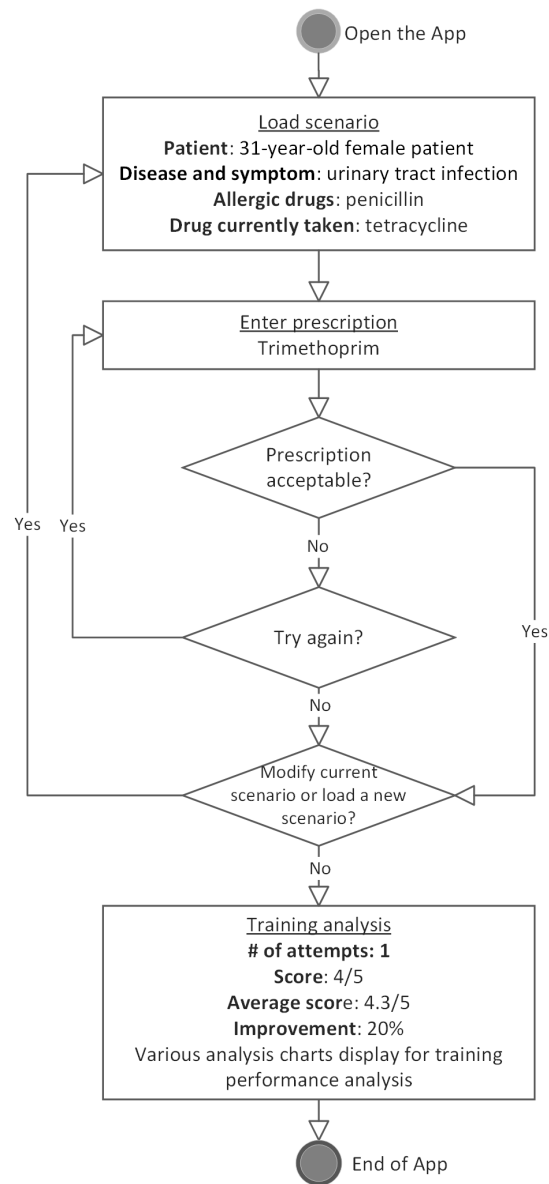 Open the App
Load scenario
Patient: 31-year-old female patient
Disease and symptom: urinary tract infection
Allergic drugs: penicillin
Drug currently taken: tetracycline
Enter prescription
Trimethoprim
Prescription
acceptable?
No
Yes
Yes
Try again?
Yes
No
Modify current
scenario or load a new
scenario?
No
Training analysis
# of attempts: 1
Score: 4/5
Average score: 4.3/5
Improvement: 20%
Various analysis charts display for training
performance analysis
End of App